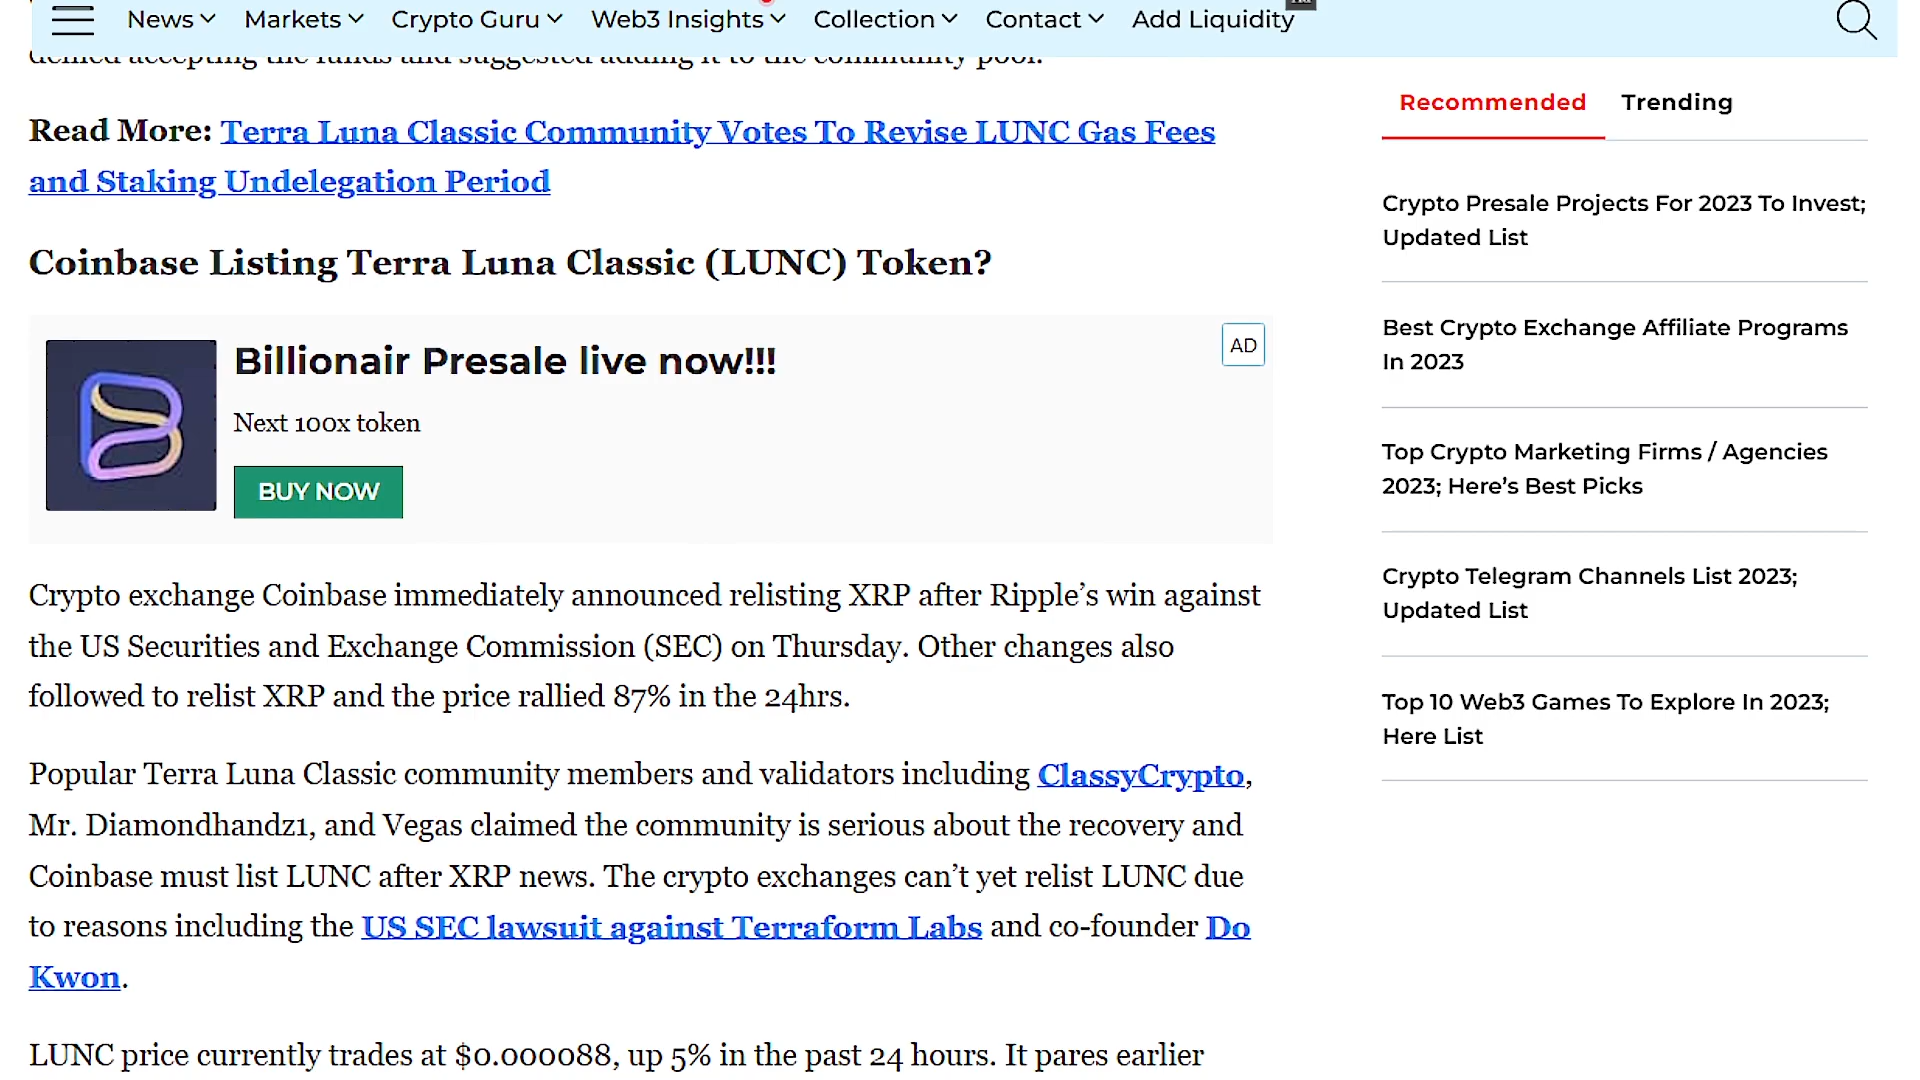 News
Markets
Crypto Guru
Web3 Insights
Collection
Contact
Add Liquidity
denied accepting the funds and suggested adding it to the community pool.
Read More: Terra Luna Classic Community Votes To Revise LUNC Gas Fees
and Staking Undelegation Period
Coinbase Listing Terra Luna Classic (LUNC) Token?
Billionair Presale live now!!!
AD
Next 100x token
BUY NOW
Crypto exchange Coinbase immediately announced relisting XRP after Ripple’s win against
the US Securities and Exchange Commission (SEC) on Thursday. Other changes also
followed to relist XRP and the price rallied 87% in the 24hrs.
Popular Terra Luna Classic community members and validators including ClassyCrypto,
Mr. Diamondhandz1, and Vegas claimed the community is serious about the recovery and
Coinbase must list LUNC after XRP news. The crypto exchanges can’t yet relist LUNC due
to reasons including the US SEC lawsuit against Terraform Labs and co-founder Do
Kwon.
LUNC price currently trades at $0.000088, up 5% in the past 24 hours. It pares earlier
Recommended
Trending
Crypto Presale Projects For 2023 To Invest;
Updated List
Best Crypto Exchange Affiliate Programs
In 2023
Top Crypto Marketing Firms / Agencies
2023; Here’s Best Picks
Crypto Telegram Channels List 2023;
Updated List
Top 10 Web3 Games To Explore In 2023;
Here List